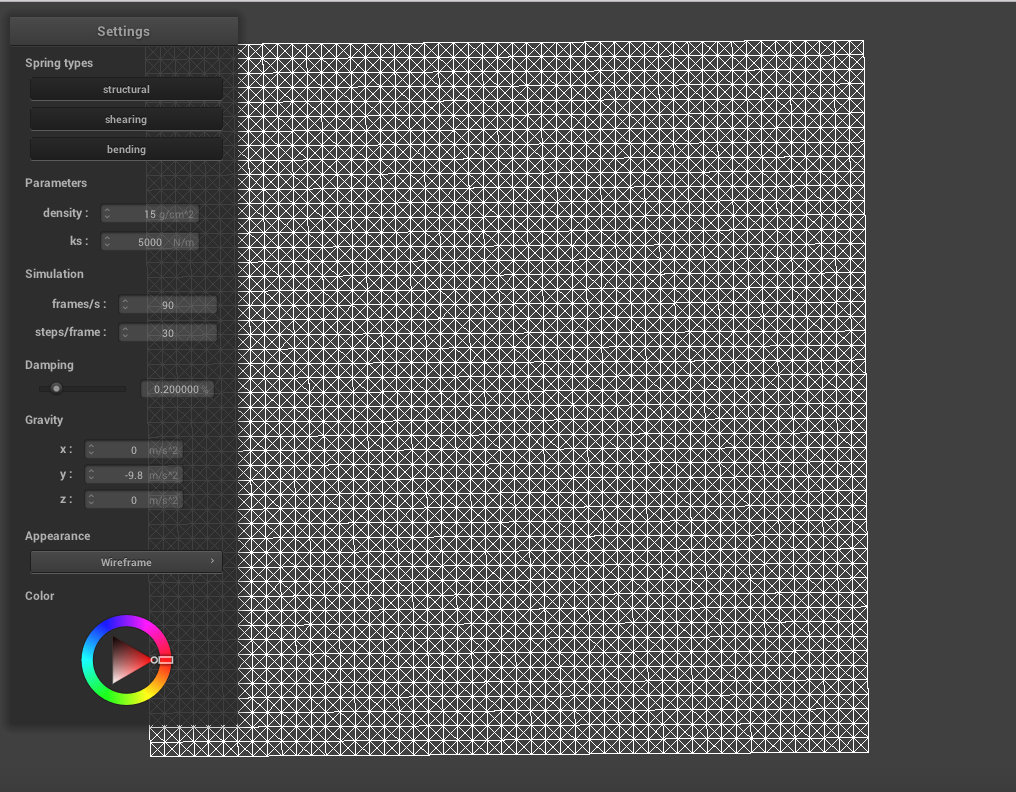 Settings
Spring types
structural
shearing
bending
Parameters
density : 15 g/cm^2
ks : 5000 N/m
Simulation
frames/s : 90
steps/frame : 30
Damping
0.200000 %
Gravity
x : 0 m/s^2
y : -9.8 m/s^2
z : 0 m/s^2
Appearance
Wireframe
Color